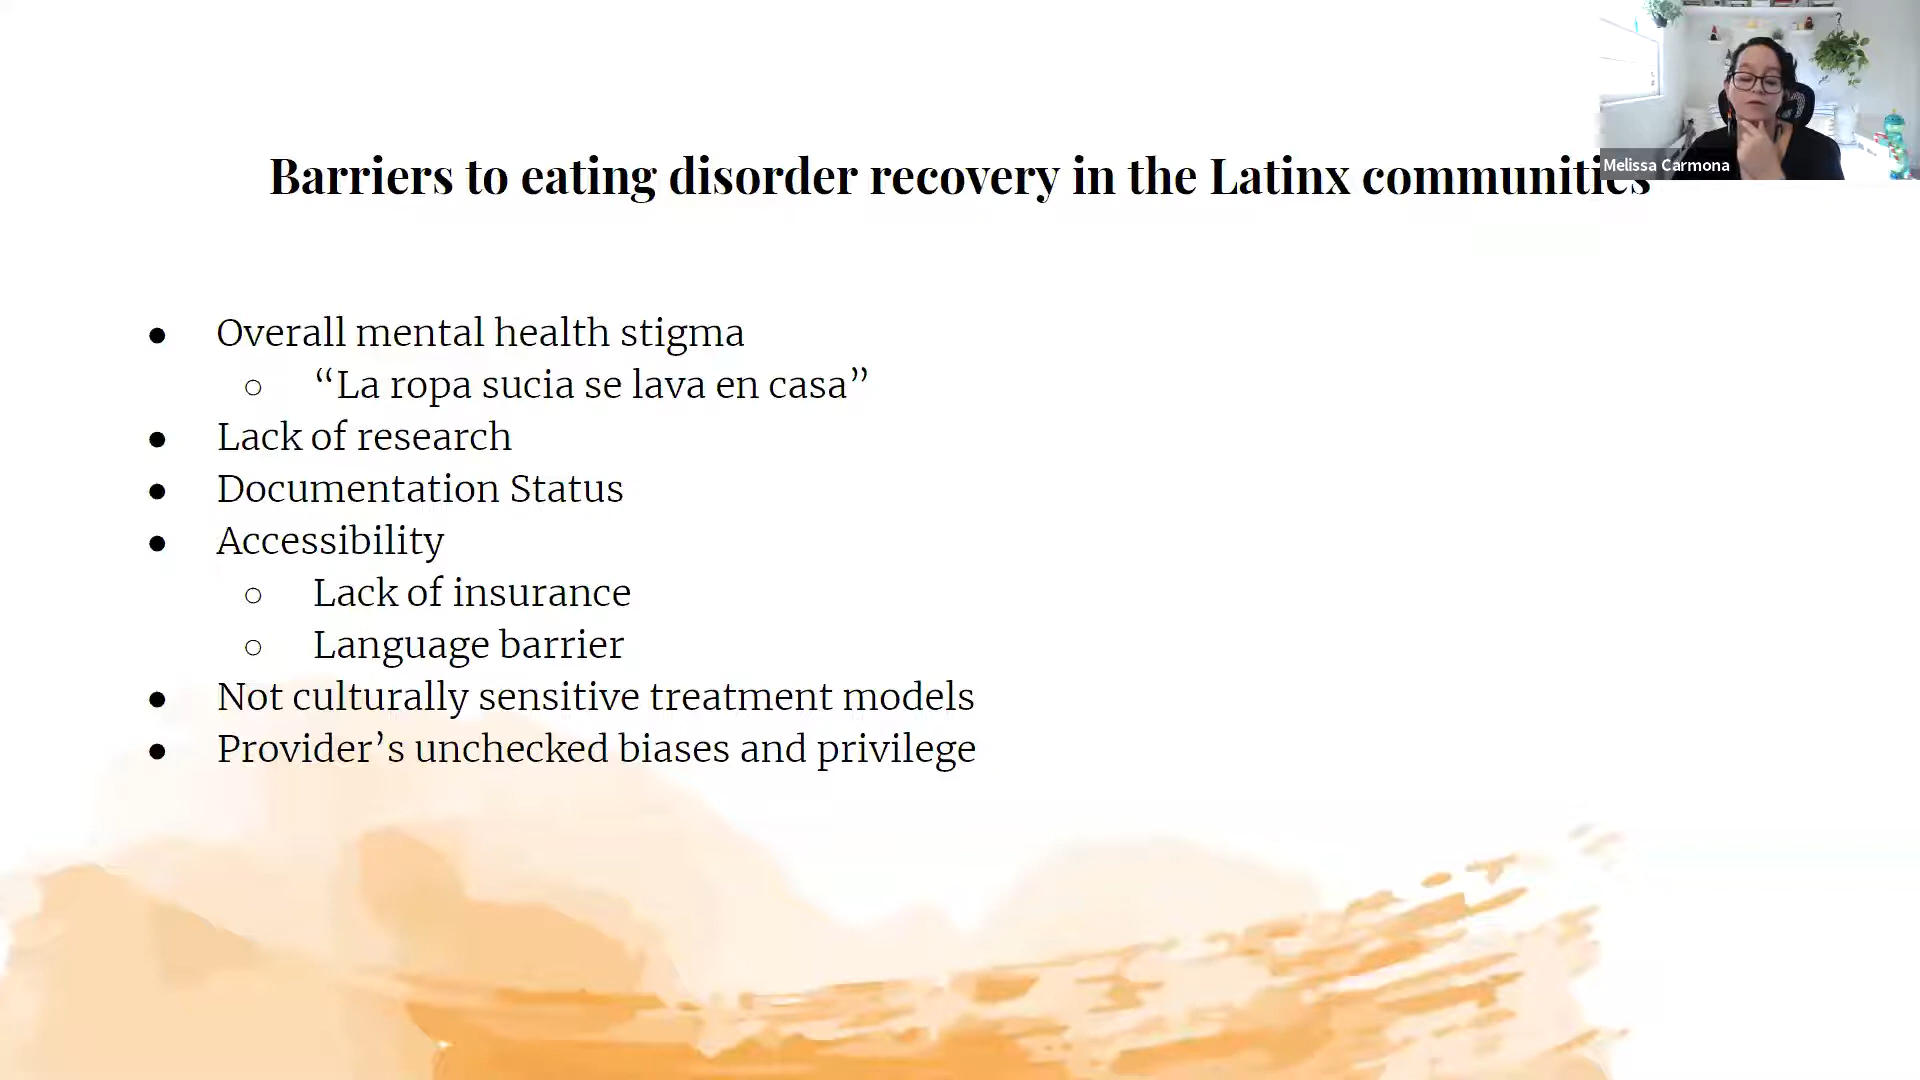 Barriers to eating disorder recovery in the Latinx communities
Melissa Carmona
● Overall mental health stigma
○ “La ropa sucia se lava en casa”
● Lack of research
● Documentation Status
● Accessibility
○ Lack of insurance
○ Language barrier
● Not culturally sensitive treatment models
● Provider’s unchecked biases and privilege